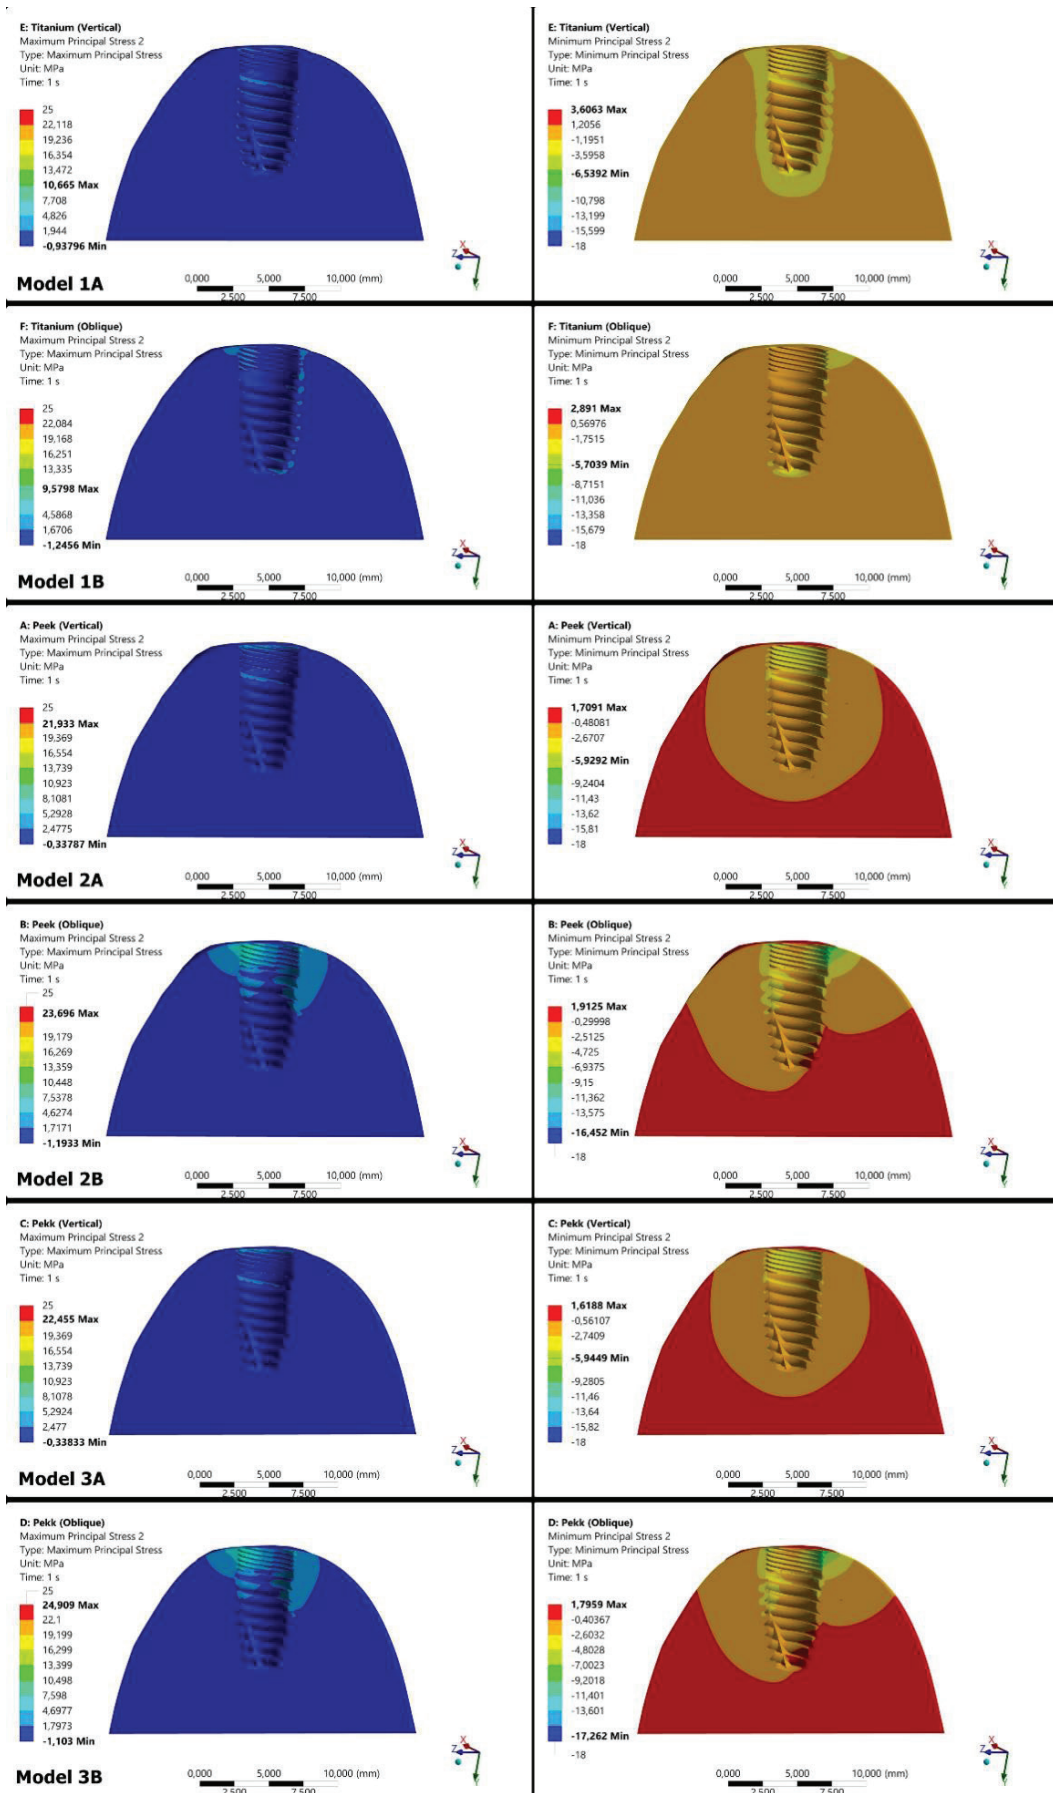 E: Titanium (Vertical)
Maximum Principal Stress 2
Type: Maximum Principal Stress
Unit: MPa
Time: 1 s
25
22,118
19,236
16,354
13,472
10,665 Max
7,708
4,826
1,944
-0,93796 Min
X
Z
Y
0,000 5,000 10,000 (mm)
2,500 7,500
Model 1A
E: Titanium (Vertical)
Minimum Principal Stress 2
Type: Minimum Principal Stress
Unit: MPa
Time: 1 s
3,6063 Max
1,2056
-1,1951
-3,5958
-6,5392 Min
-10,798
-13,199
-15,599
-18
X
Z
Y
0,000 5,000 10,000 (mm)
2,500 7,500
F: Titanium (Oblique)
Maximum Principal Stress 2
Type: Maximum Principal Stress
Unit: MPa
Time: 1 s
25
22,084
19,168
16,251
13,335
9,5798 Max
4,5868
1,6706
-1,2456 Min
X
Z
Y
0,000 5,000 10,000 (mm)
2,500 7,500
Model 1B
F: Titanium (Oblique)
Minimum Principal Stress 2
Type: Minimum Principal Stress
Unit: MPa
Time: 1 s
2,891 Max
0,56976
-1,7515
-5,7039 Min
-8,7151
-11,036
-13,358
-15,679
-18
X
Z
Y
0,000 5,000 10,000 (mm)
2,500 7,500
A: Peek (Vertical)
Maximum Principal Stress 2
Type: Maximum Principal Stress
Unit: MPa
Time: 1 s
25
21,933 Max
19,369
16,554
13,739
10,923
8,1081
5,2928
2,4775
-0,33787 Min
X
Z
Y
0,000 5,000 10,000 (mm)
2,500 7,500
Model 2A
A: Peek (Vertical)
Minimum Principal Stress 2
Type: Minimum Principal Stress
Unit: MPa
Time: 1 s
1,7091 Max
-0,48081
-2,6707
-5,9292 Min
-9,2404
-11,43
-13,62
-15,81
-18
X
Z
Y
0,000 5,000 10,000 (mm)
2,500 7,500
B: Peek (Oblique)
Maximum Principal Stress 2
Type: Maximum Principal Stress
Unit: MPa
Time: 1 s
25
23,696 Max
19,179
16,269
13,359
10,448
7,5378
4,6274
1,7171
-1,1933 Min
X
Z
Y
0,000 5,000 10,000 (mm)
2,500 7,500
Model 2B
B: Peek (Oblique)
Minimum Principal Stress 2
Type: Minimum Principal Stress
Unit: MPa
Time: 1 s
1,9125 Max
-0,29998
-2,5125
-4,725
-6,9375
-9,15
-11,362
-13,575
-16,452 Min
-18
X
Z
Y
0,000 5,000 10,000 (mm)
2,500 7,500
C: Pekk (Vertical)
Maximum Principal Stress 2
Type: Maximum Principal Stress
Unit: MPa
Time: 1 s
25
22,455 Max
19,369
16,554
13,739
10,923
8,1078
5,2924
2,477
-0,33833 Min
X
Z
Y
0,000 5,000 10,000 (mm)
2,500 7,500
Model 3A
C: Pekk (Vertical)
Minimum Principal Stress 2
Type: Minimum Principal Stress
Unit: MPa
Time: 1 s
1,6188 Max
-0,56107
-2,7409
-5,9449 Min
-9,2805
-11,46
-13,64
-15,82
-18
X
Z
Y
0,000 5,000 10,000 (mm)
2,500 7,500
D: Pekk (Oblique)
Maximum Principal Stress 2
Type: Maximum Principal Stress
Unit: MPa
Time: 1 s
25
24,909 Max
22,1
19,199
16,299
13,399
10,498
7,598
4,6977
1,7973
-1,103 Min
X
Z
Y
0,000 5,000 10,000 (mm)
2,500 7,500
Model 3B
D: Pekk (Oblique)
Minimum Principal Stress 2
Type: Minimum Principal Stress
Unit: MPa
Time: 1 s
1,7959 Max
-0,40367
-2,6032
-4,8028
-7,0023
-9,2018
-11,401
-13,601
-17,262 Min
-18
X
Z
Y
0,000 5,000 10,000 (mm)
2,500 7,500